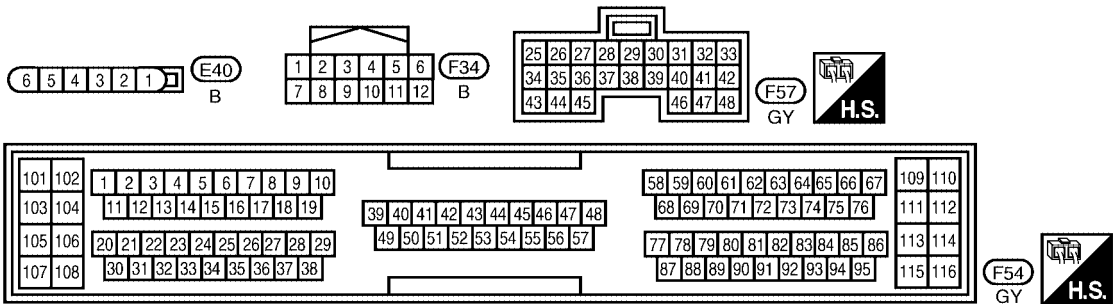 6 5 4 3 2 1 E40
B
1 2 3 4 5 6 F34
7 8 9 10 11 12 B
25 26 27 28 29 30 31 32 33
34 35 36 37 38 39 40 41 42
43 44 45 46 47 48
F57
GY
H.S.
101 102
103 104
105 106
107 108
1 2 3 4 5 6 7 8 9 10
11 12 13 14 15 16 17 18 19
20 21 22 23 24 25 26 27 28 29
30 31 32 33 34 35 36 37 38
39 40 41 42 43 44 45 46 47 48
49 50 51 52 53 54 55 56 57
58 59 60 61 62 63 64 65 66 67
68 69 70 71 72 73 74 75 76
77 78 79 80 81 82 83 84 85 86
87 88 89 90 91 92 93 94 95
109 110
111 112
113 114
115 116
F54
GY
H.S.